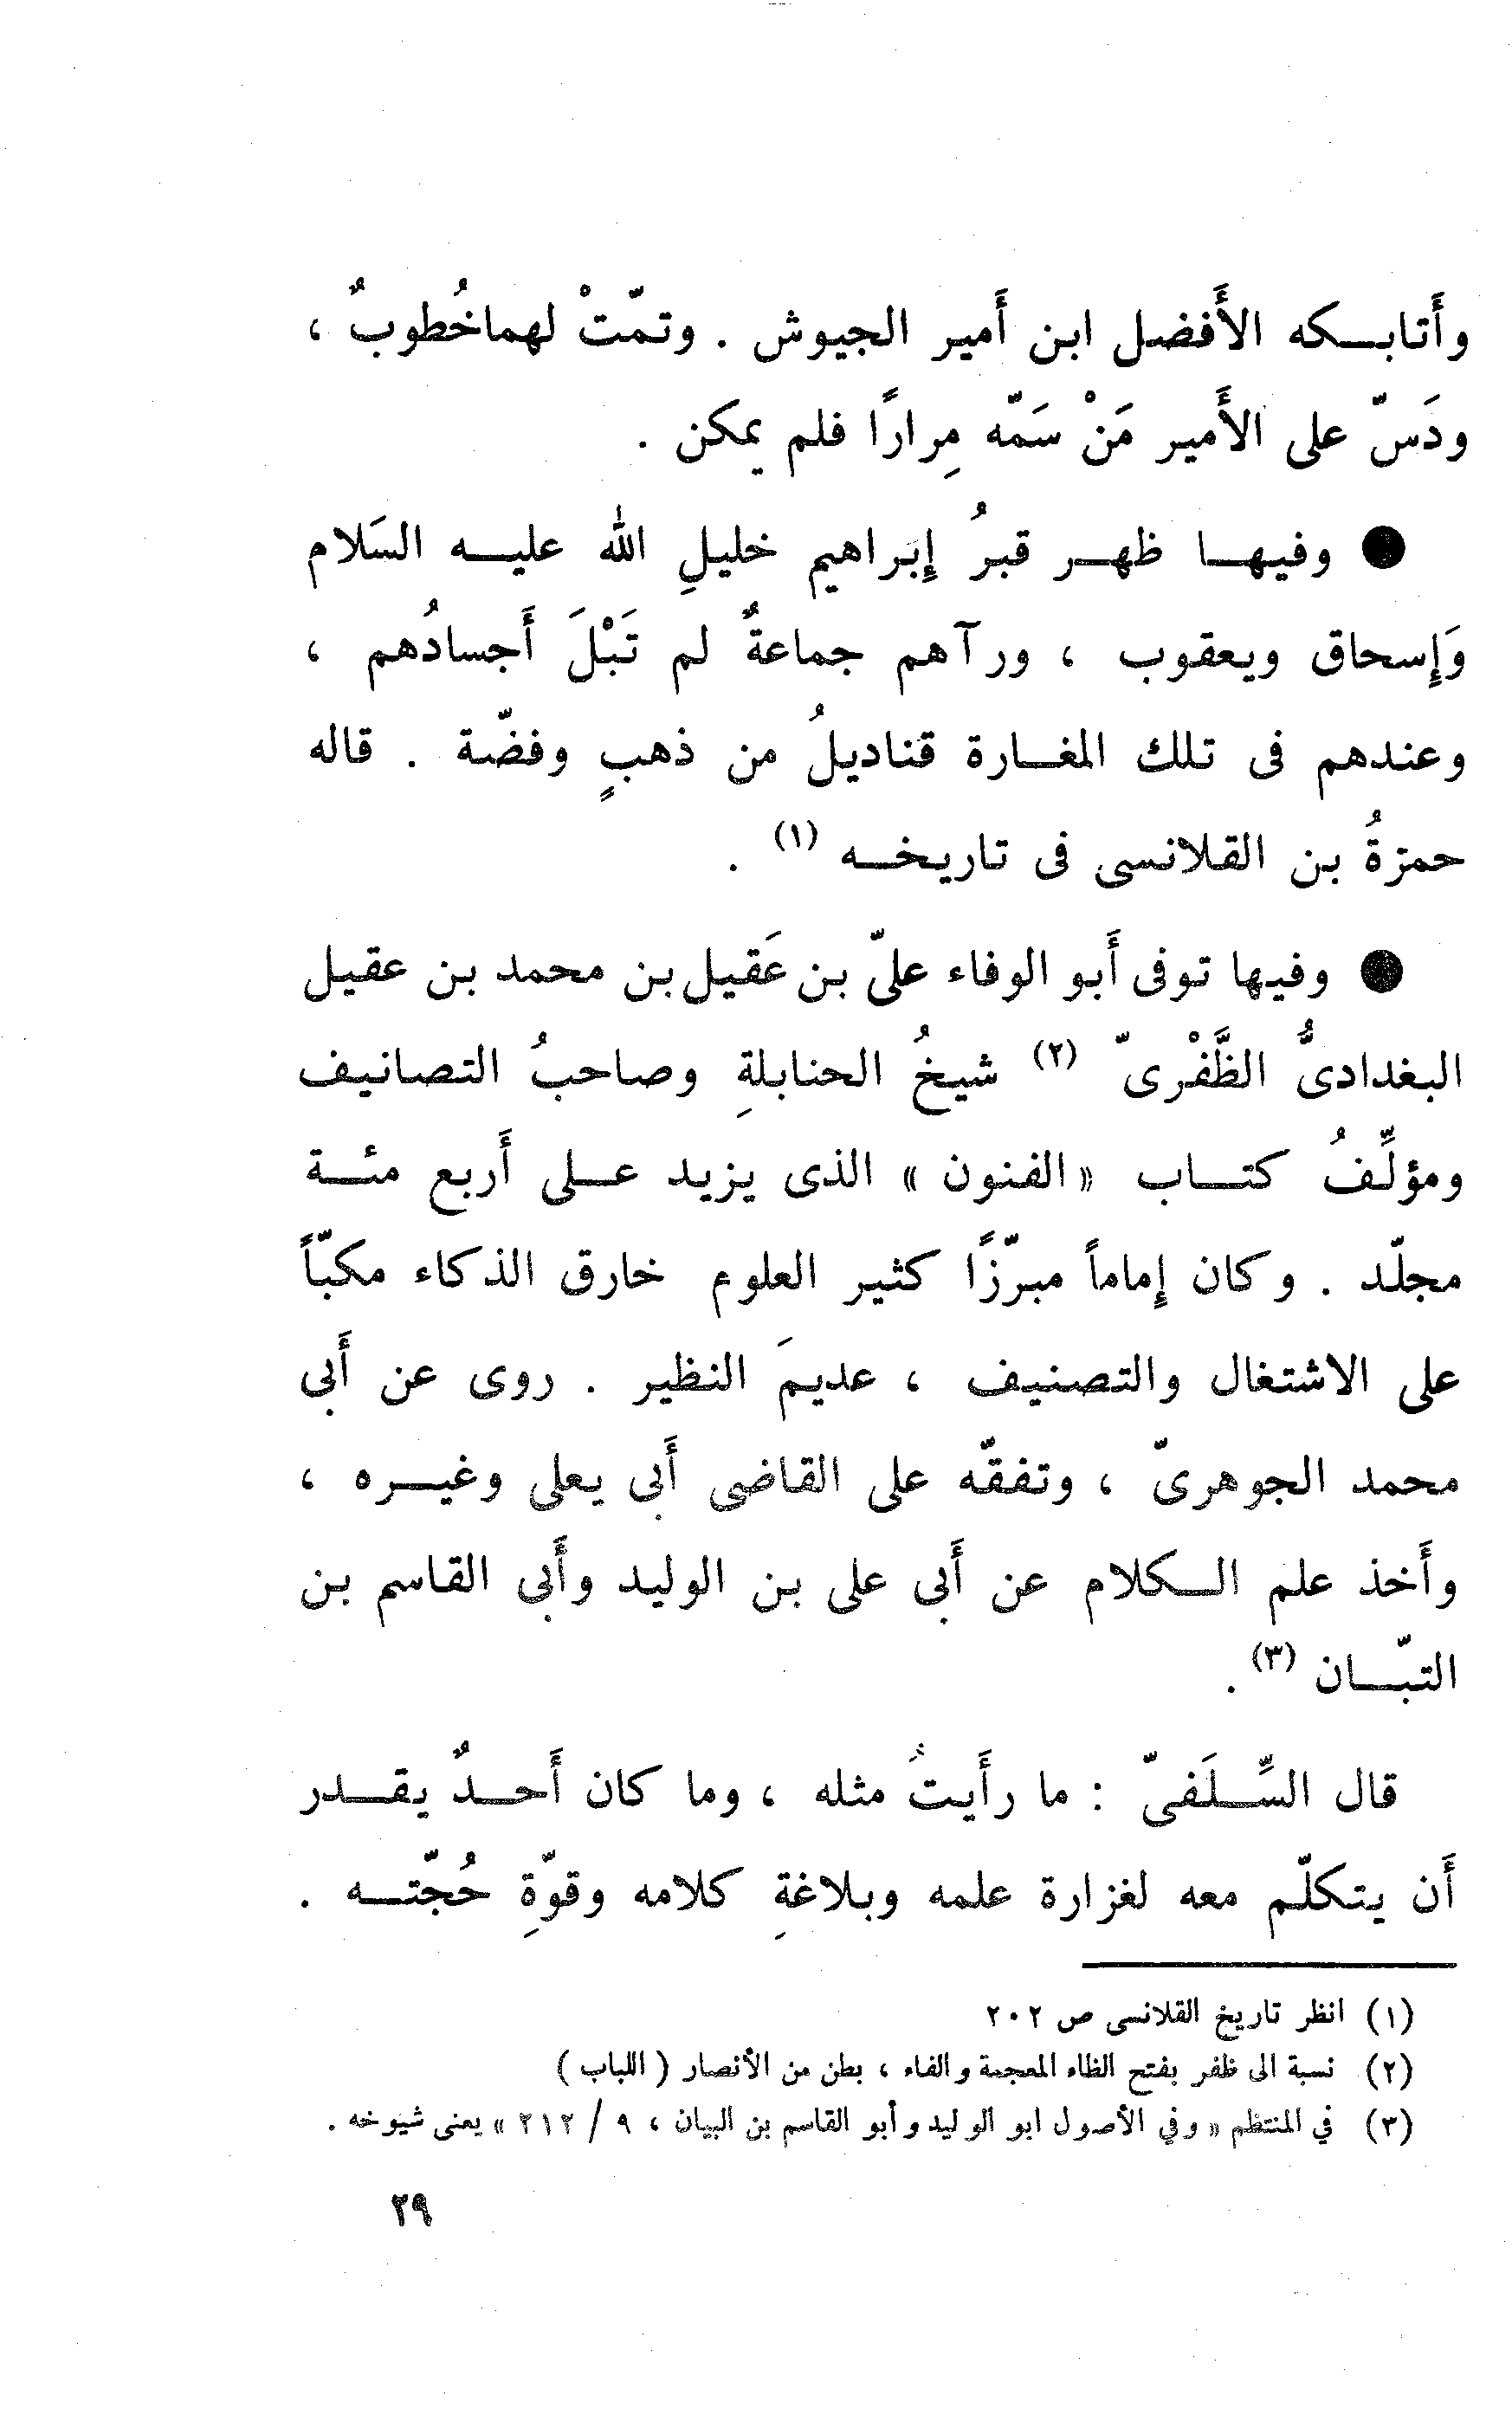 وأَتابكه الأَفضل ابن أَمير الجيوش . وتمّتْ لهماخُطوبٌ ،
ودَسّ على الأَمير مَنْ سَمّه مِرارًا فلم يمكن .
● وفيها ظهر قبرُ إبَراهيم خليلِ الله عليه السَلام
وَإسحاق ويعقوب ، ورآهم جماعةٌ لم تَبْلَ أَجسادُهم ،
وعندهم فى تلك المغارة قناديلُ من ذهبٍ وفضّة . قاله
حمزةُ بن القلانسى فى تاريخه (١) .
● وفيها توفى أَبو الوفاء علىّ بن عَقيل بن محمد بن عقيل
البغدادىُّ الظَّفْرىّ (٢) شيخُ الحنابلةِ وصاحبُ التصانيف
ومؤلِّفُ كتاب « الفنون » الذى يزيد على أَربع مئة
مجلّد . وكان إماماً مبرّزًا كثير العلوم خارق الذكاء مكبّاً
على الاشتغال والتصنيف ، عديمَ النظير . روى عن أَبى
محمد الجوهرىّ ، وتفقّه على القاضى أَبى يعلى وغيره ،
وأَخذ علم الكلام عن أَبى على بن الوليد وأَبى القاسم بن
التبّان (٣) .
قال السِّلَفىّ : ما رأَيتُ مثله ، وما كان أَحدٌ يقدر
أَن يتكلّم معه لغزارة علمه وبلاغةِ كلامه وقوّةِ حُجّته .
(١) انظر تاريخ القلانسى ص ٢٠٢
(٢) نسبة الى ظفر بفتح الظاء المعجمة والفاء ، بطن من الأنصار ( اللباب )
(٣) في المنتظم « وفي الأصول ابو الوليد وأبو القاسم بن البيان ، ٩ / ٢١٢ » يعنى شيوخه .
٢٩